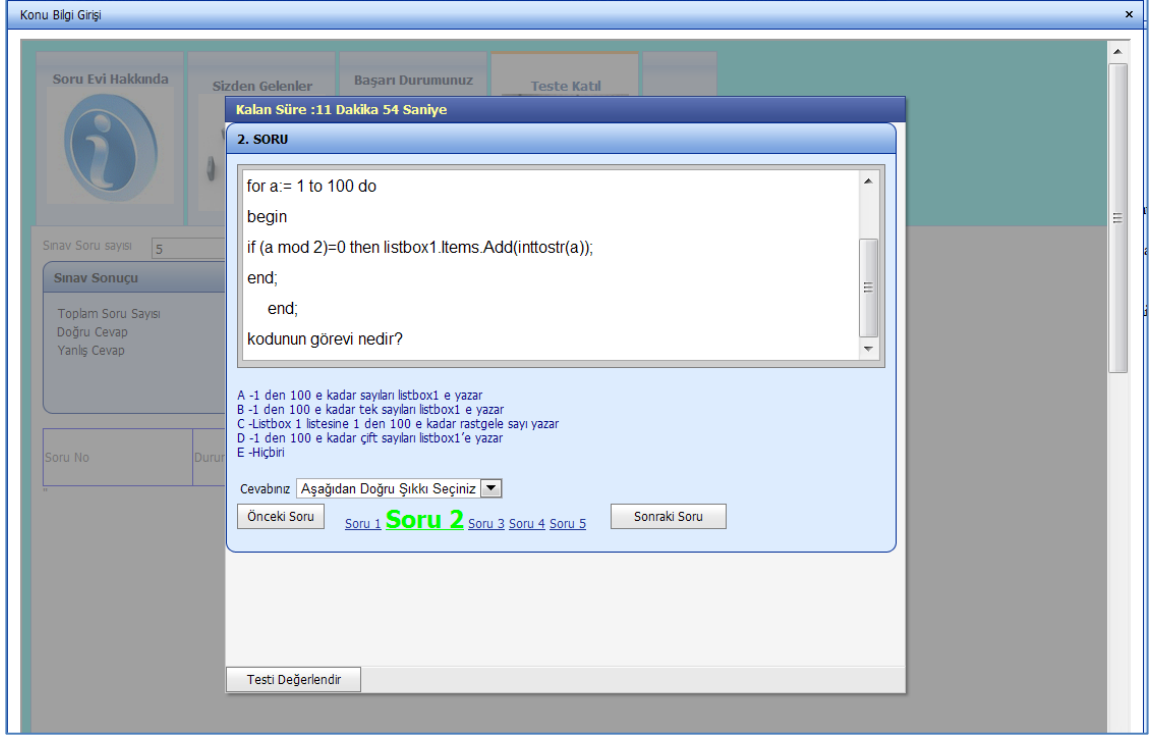 Konu Bilgi Girişi
x
Soru Evi Hakkında
Sizden Gelenler
Başarı Durumunuz
Teste Katıl
Kalan Süre :11 Dakika 54 Saniye
2. SORU
for a:= 1 to 100 do
begin
if (a mod 2)=0 then listbox1.Items.Add(inttostr(a));
end;
end;
kodunun görevi nedir?
Sınav Soru sayısı 5
Sınav Sonuçu
Toplam Soru Sayısı
Doğru Cevap
Yanlış Cevap
A -1 den 100 e kadar sayıları listbox1 e yazar
B -1 den 100 e kadar tek sayıları listbox1 e yazar
C -Listbox 1 listesine 1 den 100 e kadar rastgele sayı yazar
D -1 den 100 e kadar çift sayıları listbox1'e yazar
E -Hiçbiri
Soru No
Cevabınız Aşağıdan Doğru Şıkkı Seçiniz
Önceki Soru Soru 1 Soru 2 Soru 3 Soru 4 Soru 5 Sonraki Soru
Testi Değerlendir